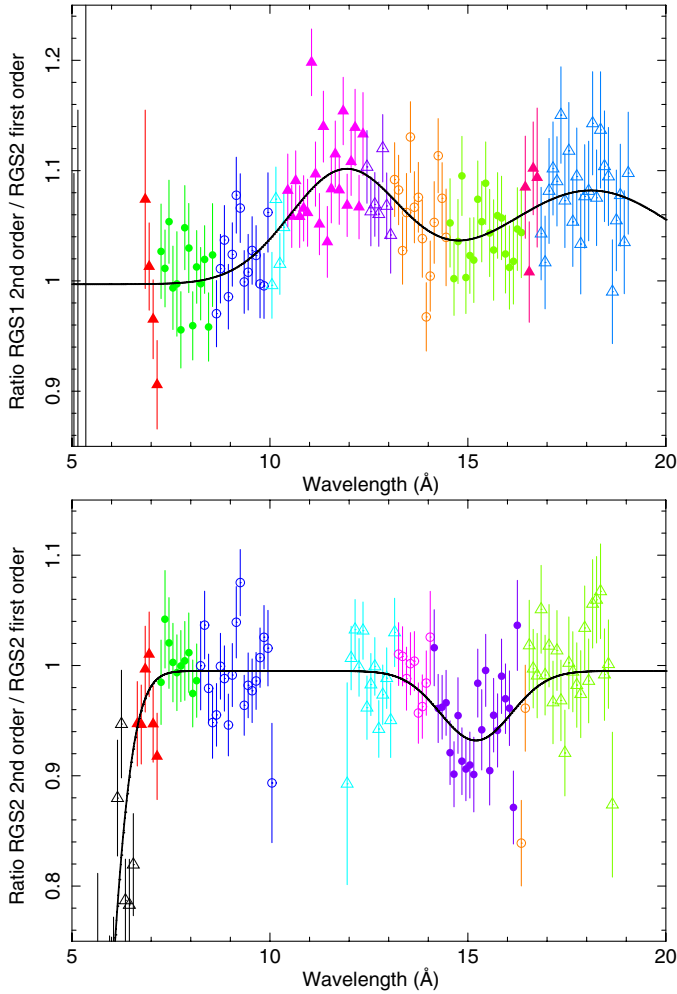 Ratio RGS1 2nd order / RGS2 first order
1.2
1.1
1
0.9
5 10 15 20
Wavelength (Å)
Ratio RGS2 2nd order / RGS2 first order
1.1
1
0.9
0.8
5 10 15 20
Wavelength (Å)